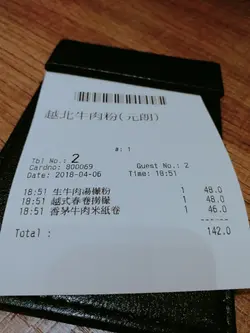 越北牛肉粉(元朗)
#: 1
Tbl No.: 2
Cardno: 800069 Guest No.: 2
Date: 2018-04-06 Time: 18:51
18:51 生牛肉湯檬粉 1 48.0
18:51 越式春卷撈檬 1 48.0
18:51 香茅牛肉米紙卷 1 46.0
Total : 142.0